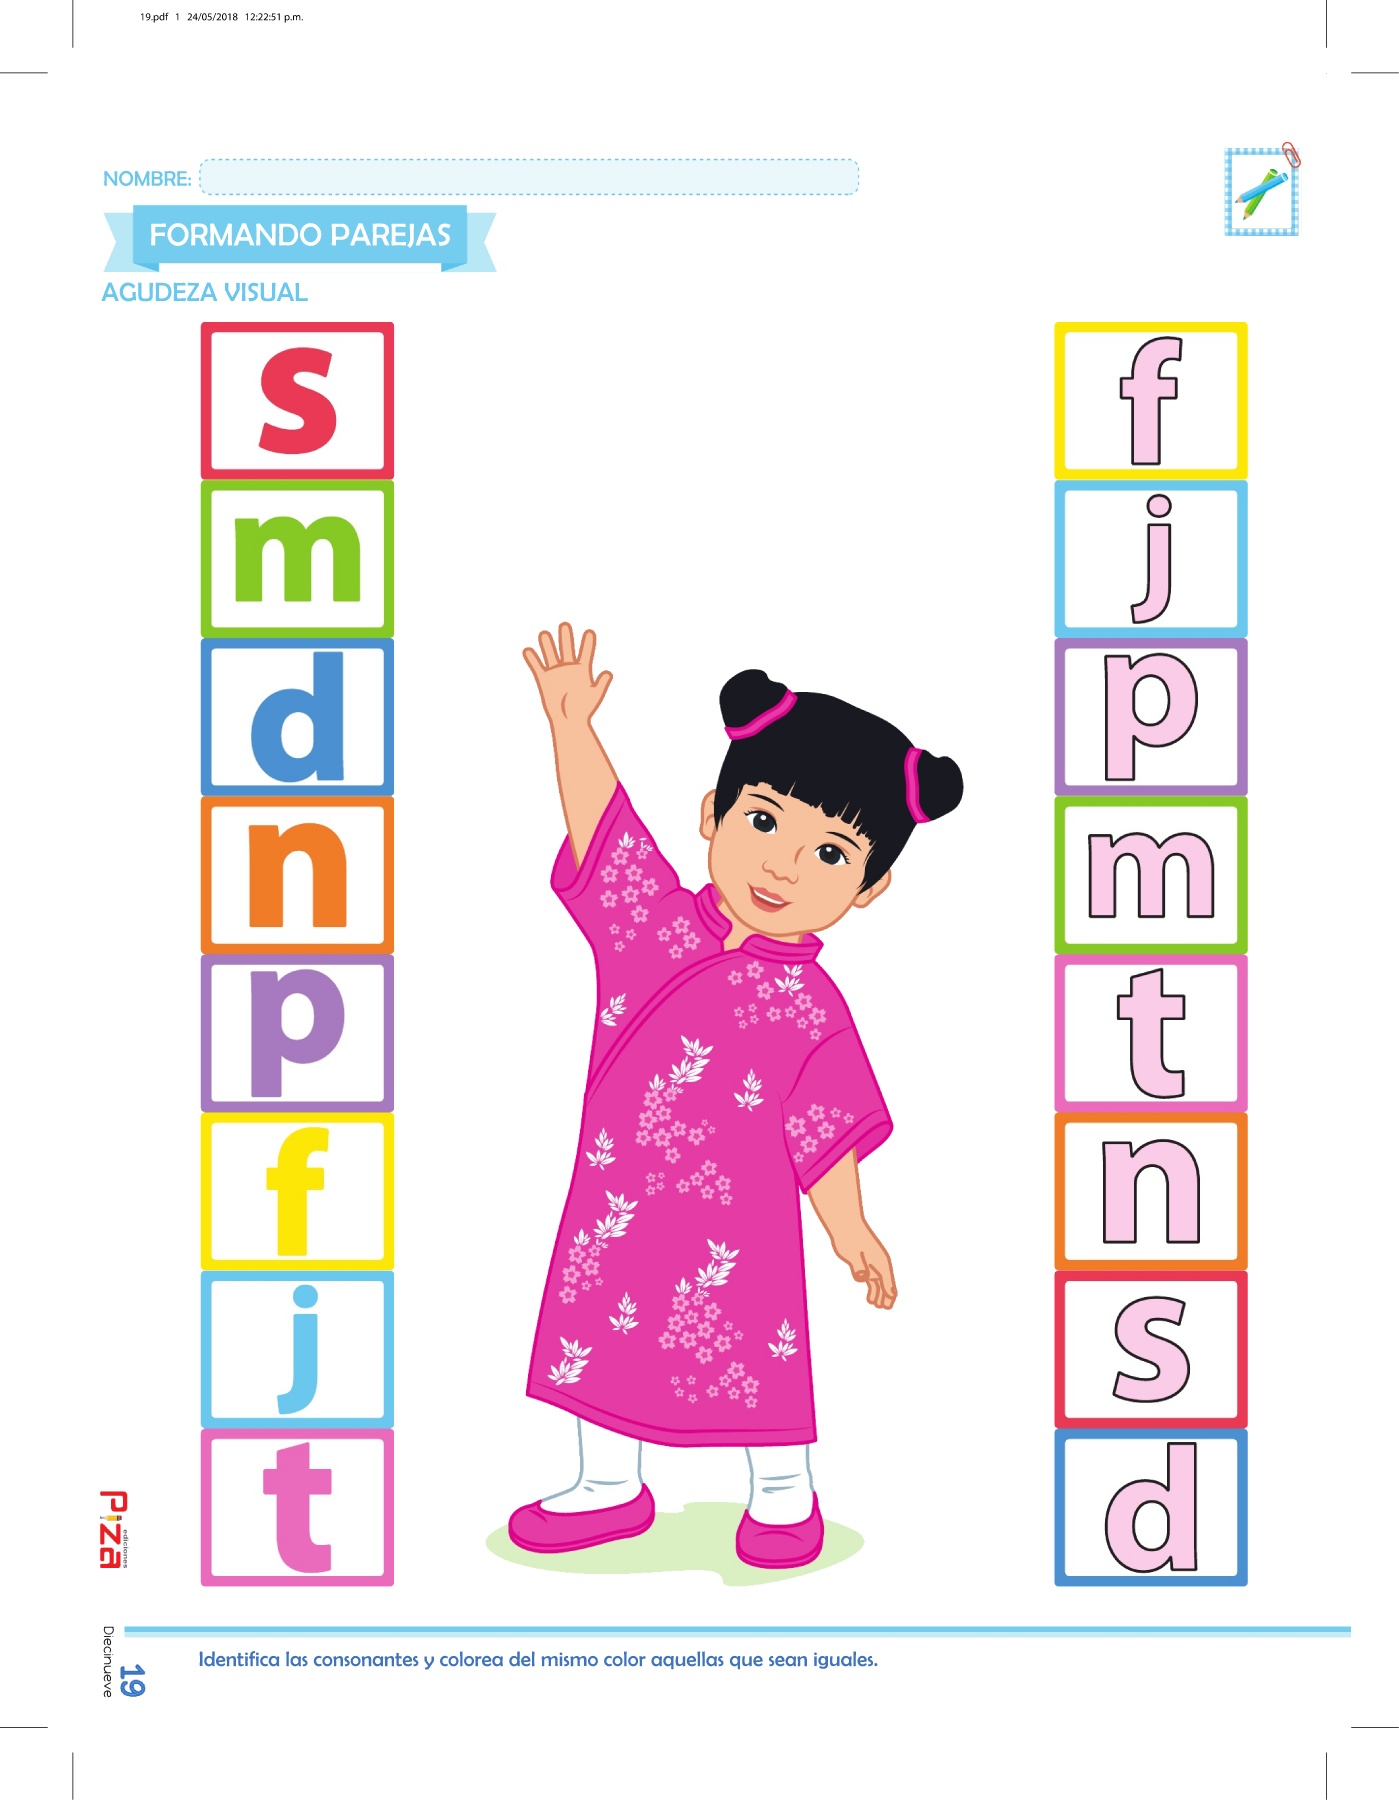 19.pdf 1 24/05/2018 12:22:51 p.m.
NOMBRE:
FORMANDO PAREJAS
AGUDEZA VISUAL
s
m
d
n
p
f
j
t
f
j
p
m
t
n
s
d
Piza
ediciones
Diecinueve
19
Identifica las consonantes y colorea del mismo color aquellas que sean iguales.